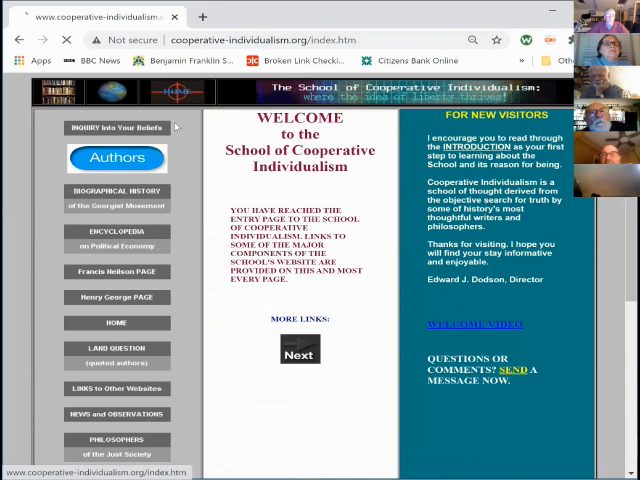 www.cooperative-individualism.o
Not secure
cooperative-individualism.org/index.htm
Apps
BBC News
Benjamin Franklin S...
Broken Link Checki...
Citizens Bank Online
»
HOME
The School of Cooperative Individualism:
where the idea of liberty thrives!
INQUIRY Into Your Beliefs
Authors
BIOGRAPHICAL HISTORY
of the Georgist Movement
ENCYCLOPEDIA
on Political Economy
Francis Neilson PAGE
Henry George PAGE
HOME
LAND QUESTION
(quoted authors)
LINKS to Other Websites
NEWS and OBSERVATIONS
PHILOSOPHERS
of the Just Society
WELCOME
to the
School of Cooperative
Individualism
YOU HAVE REACHED THE
ENTRY PAGE TO THE SCHOOL
OF COOPERATIVE
INDIVIDUALISM. LINKS TO
SOME OF THE MAJOR
COMPONENTS OF THE
SCHOOL'S WEBSITE ARE
PROVIDED ON THIS AND MOST
EVERY PAGE.
MORE LINKS:
Next
FOR NEW VISITORS
I encourage you to read through
the INTRODUCTION as your first
step to learning about the
School and its reason for being.
Cooperative Individualism is a
school of thought derived from
the objective search for truth by
some of history's most
thoughtful writers and
philosophers.
Thanks for visiting. I hope you
will find your stay informative
and enjoyable.
Edward J. Dodson, Director
WELCOME VIDEO
QUESTIONS OR
COMMENTS? SEND A
MESSAGE NOW.
www.cooperative-individualism.org/index.htm